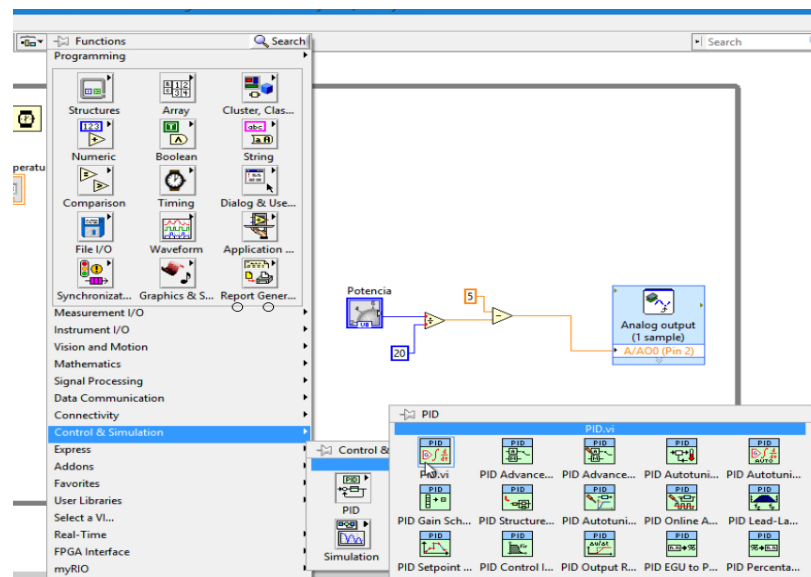 Functions
Search
Search
Programming
Structures
Array
Cluster, Clas...
Numeric
Boolean
String
peratu
Comparison
Timing
Dialog & Use...
File I/O
Waveform
Application ...
Synchronizat...
Graphics & S...
Report Gener...
Measurement I/O
Instrument I/O
Vision and Motion
Mathematics
Signal Processing
Data Communication
Connectivity
Control & Simulation
Express
Addons
Favorites
User Libraries
Select a VI...
Real-Time
FPGA Interface
myRIO
Potencia
U8
20
5
Analog output
(1 sample)
A/AO0 (Pin 2)
Control &
PID
Simulation
PID
PID.vi
PID.vi
PID Advance...
PID Advance...
PID Autotuni...
PID Autotuni...
PID Gain Sch...
PID Structure...
PID Autotuni...
PID Online A...
PID Lead-La...
PID Setpoint ...
PID Control I...
PID Output R...
PID EGU to P...
PID Percenta...